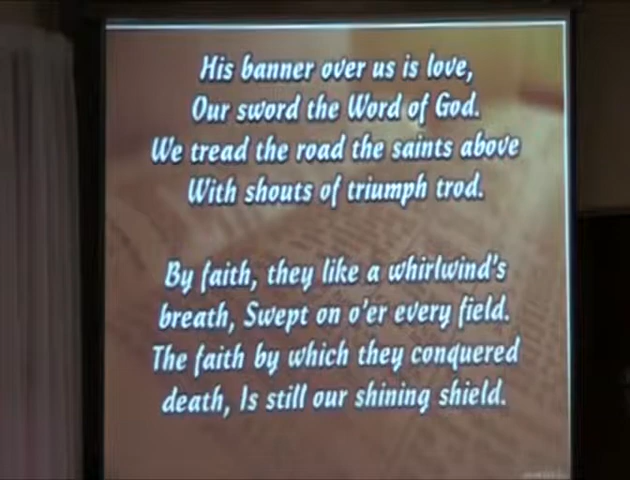 His banner over us is love,
Our sword the Word of God.
We tread the road the saints above
With shouts of triumph trod.
By faith, they like a whirlwind's
breath, Swept on o'er every field.
The faith by which they conquered
death, Is still our shining shield.